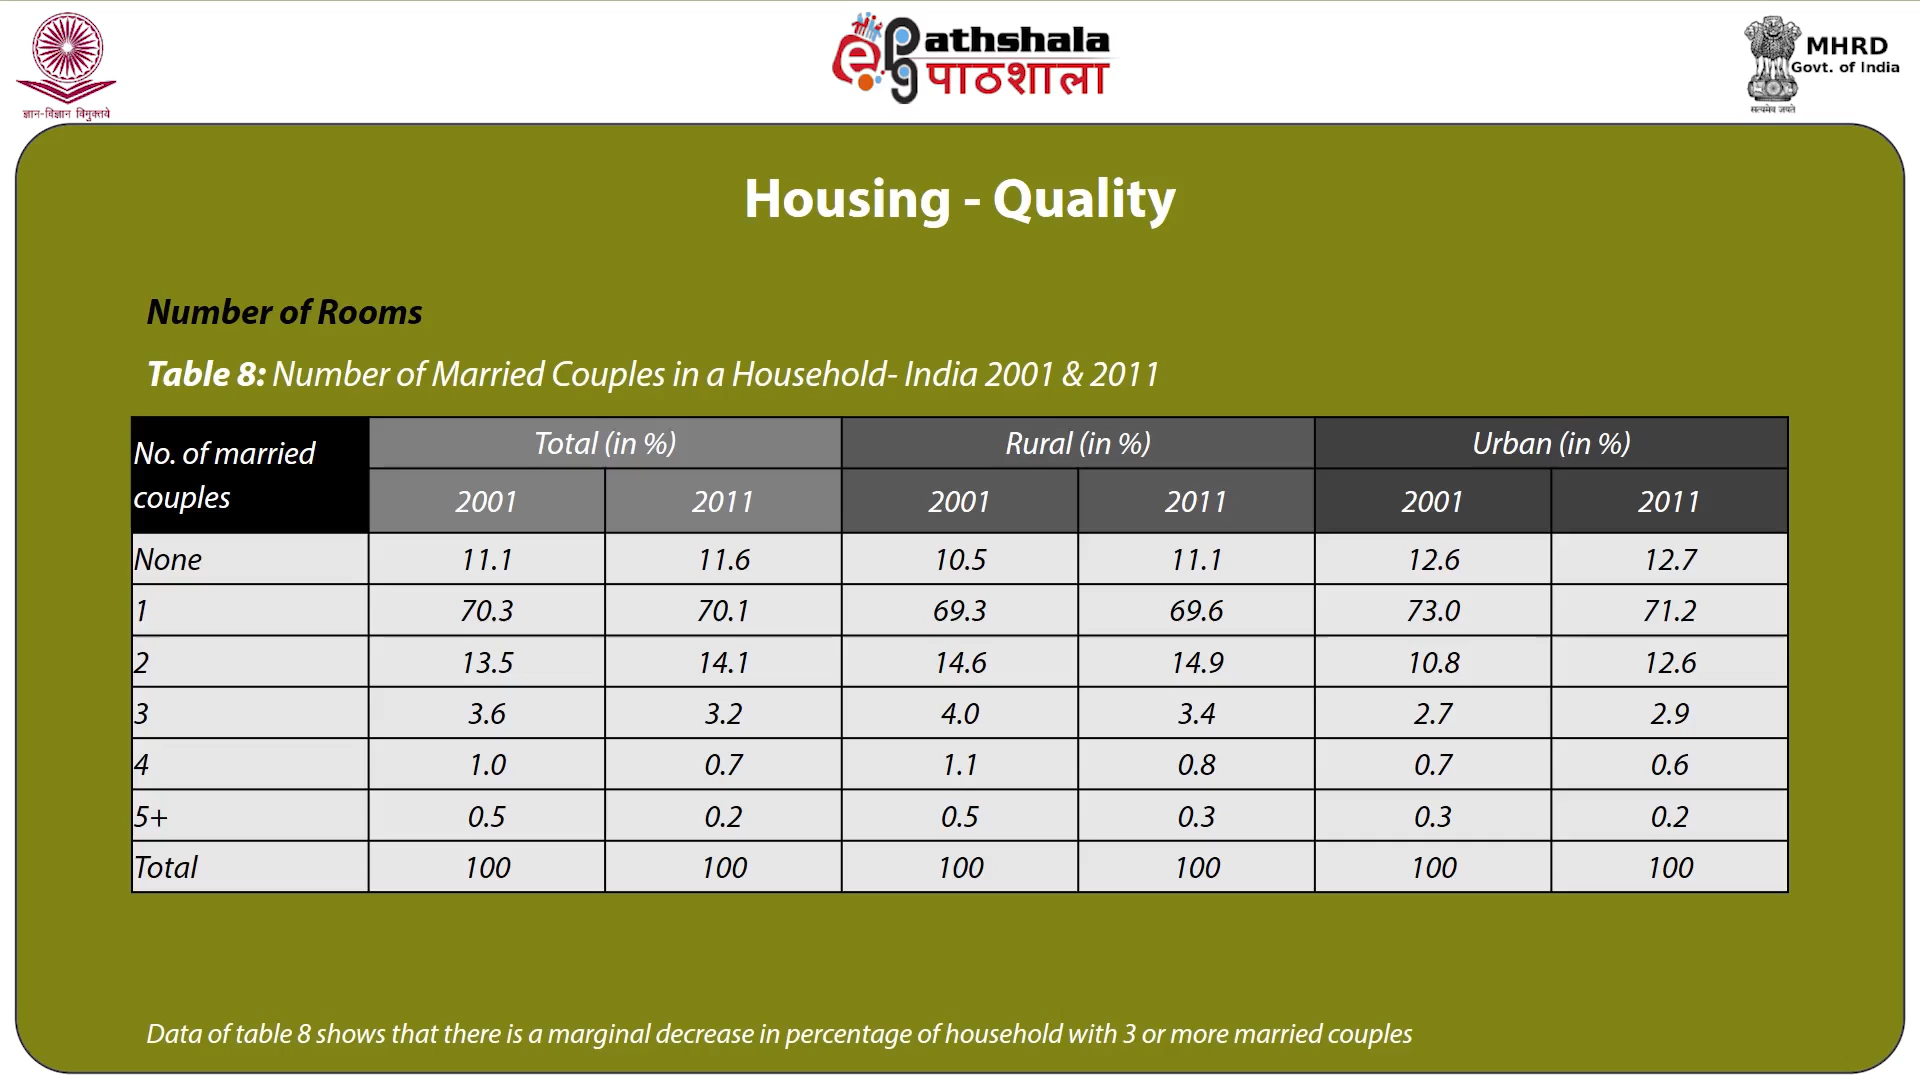 ज्ञान-विज्ञान विमुक्तये
ePG Pathshala
पाठशाला
MHRD
Govt. of India
सत्यमेव जयते
Housing - Quality
Number of Rooms
Table 8: Number of Married Couples in a Household- India 2001 & 2011
No. of married couples Total (in %) Rural (in %) Urban (in %)
2001 2011 2001 2011 2001 2011
None 11.1 11.6 10.5 11.1 12.6 12.7
1 70.3 70.1 69.3 69.6 73.0 71.2
2 13.5 14.1 14.6 14.9 10.8 12.6
3 3.6 3.2 4.0 3.4 2.7 2.9
4 1.0 0.7 1.1 0.8 0.7 0.6
5+ 0.5 0.2 0.5 0.3 0.3 0.2
Total 100 100 100 100 100 100
Data of table 8 shows that there is a marginal decrease in percentage of household with 3 or more married couples